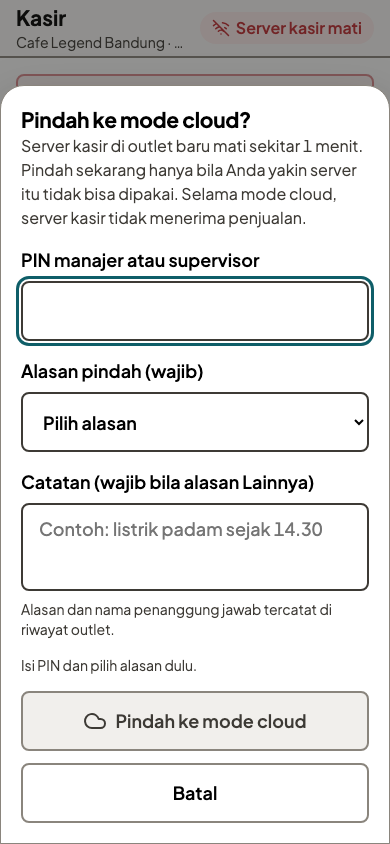 Kasir
Cafe Legend Bandung · ...
Server kasir mati
Pindah ke mode cloud?
Server kasir di outlet baru mati sekitar 1 menit.
Pindah sekarang hanya bila Anda yakin server
itu tidak bisa dipakai. Selama mode cloud,
server kasir tidak menerima penjualan.
PIN manajer atau supervisor
Alasan pindah (wajib)
Pilih alasan
Catatan (wajib bila alasan Lainnya)
Contoh: listrik padam sejak 14.30
Alasan dan nama penanggung jawab tercatat di
riwayat outlet.
Isi PIN dan pilih alasan dulu.
Pindah ke mode cloud
Batal